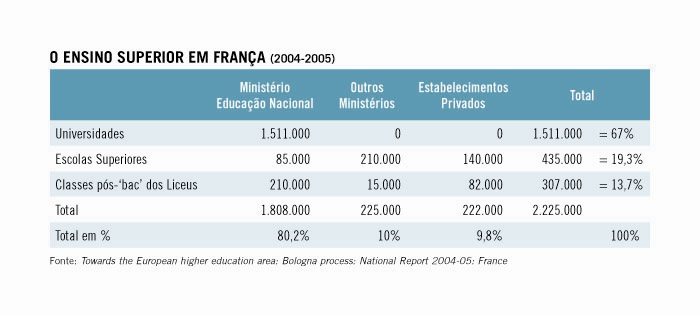 O ENSINO SUPERIOR EM FRANÇA (2004-2005)
Ministério Educação Nacional Outros Ministérios Estabelecimentos Privados Total
Universidades 1.511.000 0 0 1.511.000 = 67%
Escolas Superiores 85.000 210.000 140.000 435.000 = 19,3%
Classes pós-‘bac’ dos Liceus 210.000 15.000 82.000 307.000 = 13,7%
Total 1.808.000 225.000 222.000 2.225.000
Total em % 80,2% 10% 9,8% 100%
Fonte: Towards the European higher education area: Bologna process: National Report 2004-05: France